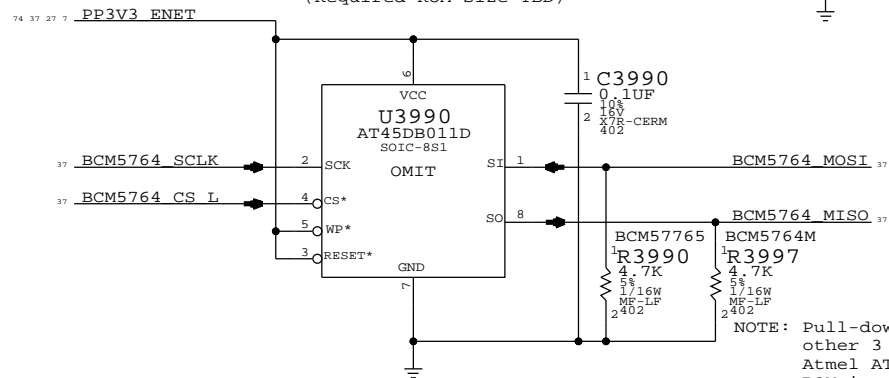 (Required ROM Size TBD)
74 37 27 7 PP3V3_ENET
6
VCC
U3990
AT45DB011D
SOIC-8S1
OMIT
1 C3990
0.1UF
10%
16V
2 X7R-CERM
402
37 BCM5764_SCLK 2 SCK
SI 1 BCM5764_MOSI 37
37 BCM5764_CS_L 4 CS*
SO 8 BCM5764_MISO 37
5 WP*
3 RESET*
GND
7
BCM57765
1 R3990
4.7K
5%
1/16W
MF-LF
2 402
BCM5764M
1 R3997
4.7K
5%
1/16W
MF-LF
2 402
NOTE: Pull-dow
other 3
Atmel AT